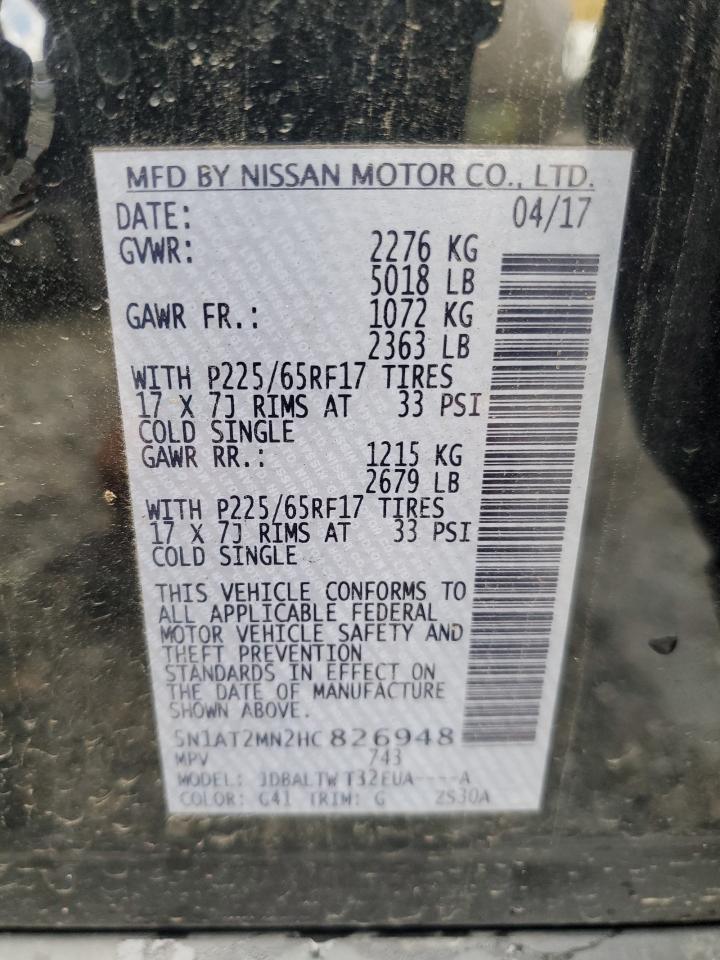 MFD BY NISSAN MOTOR CO., LTD.
DATE: 04/17
GVWR: 2276 KG
5018 LB
GAWR FR.: 1072 KG
2363 LB
WITH P225/65RF17 TIRES
17 X 7J RIMS AT 33 PSI
COLD SINGLE
GAWR RR.: 1215 KG
2679 LB
WITH P225/65RF17 TIRES
17 X 7J RIMS AT 33 PSI
COLD SINGLE
THIS VEHICLE CONFORMS TO
ALL APPLICABLE FEDERAL
MOTOR VEHICLE SAFETY AND
THEFT PREVENTION
STANDARDS IN EFFECT ON
THE DATE OF MANUFACTURE
SHOWN ABOVE.
5N1AT2MN2HC826948
MPV 743
MODEL: JDBALTWT32EUA----A
COLOR: G41 TRIM: G ZS30A